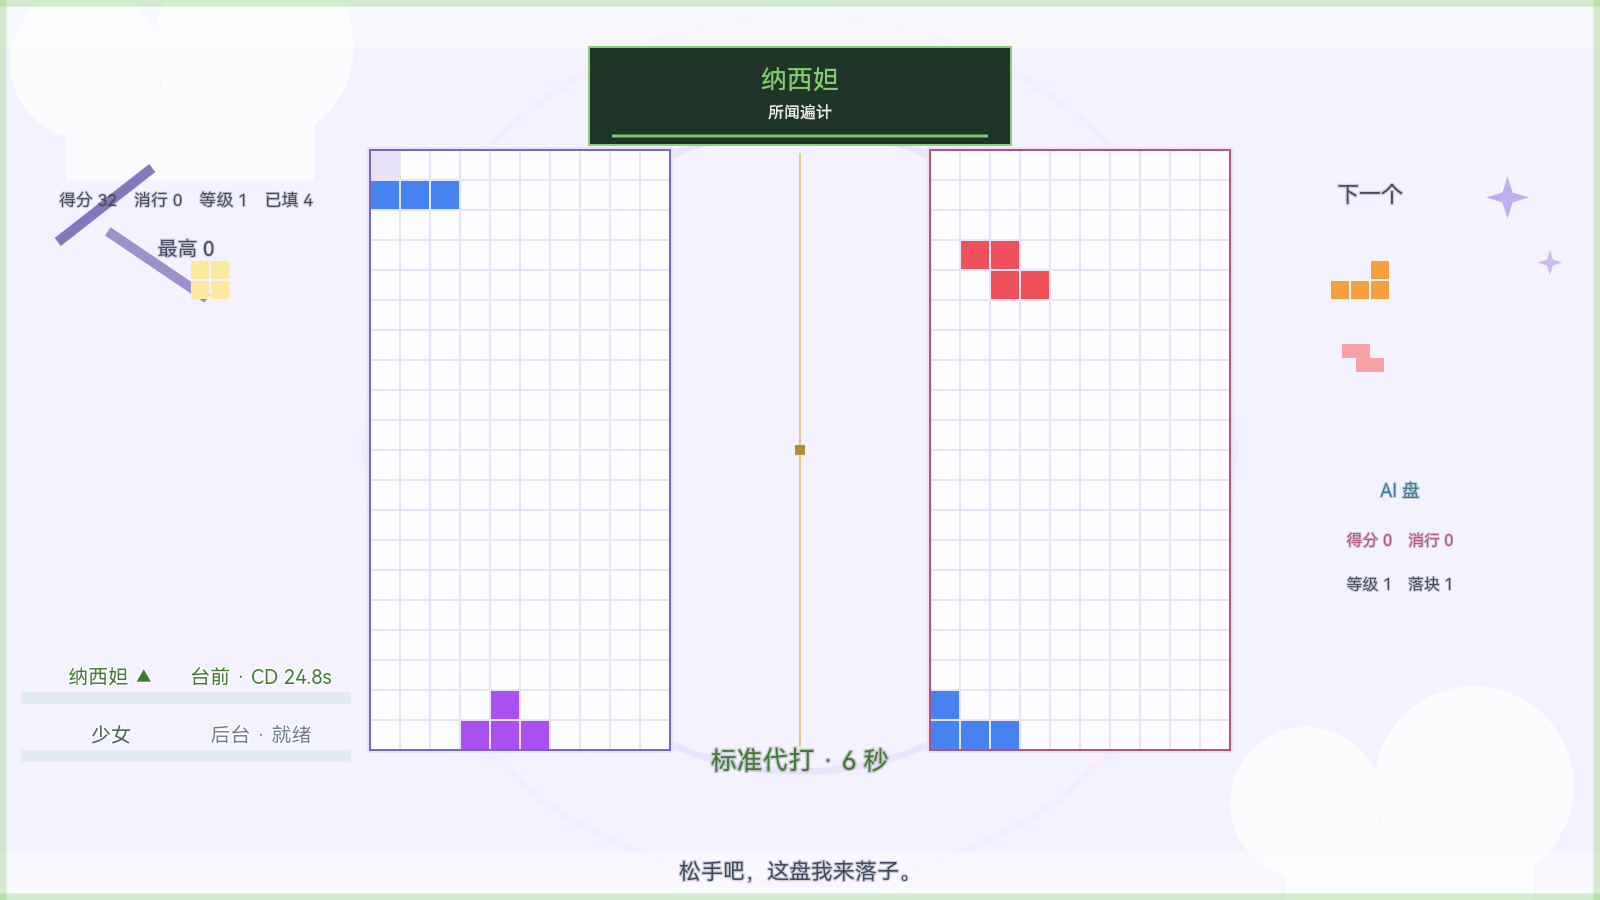 纳西妲
所闻遍计
得分 32 消行 0 等级 1 已填 4
最高 0
下一个
AI 盘
得分 0 消行 0
等级 1 落块 1
纳西妲 ▲ 台前 · CD 24.8s
少女 后台 · 就绪
标准代打 · 6 秒
松手吧，这盘我来落子。